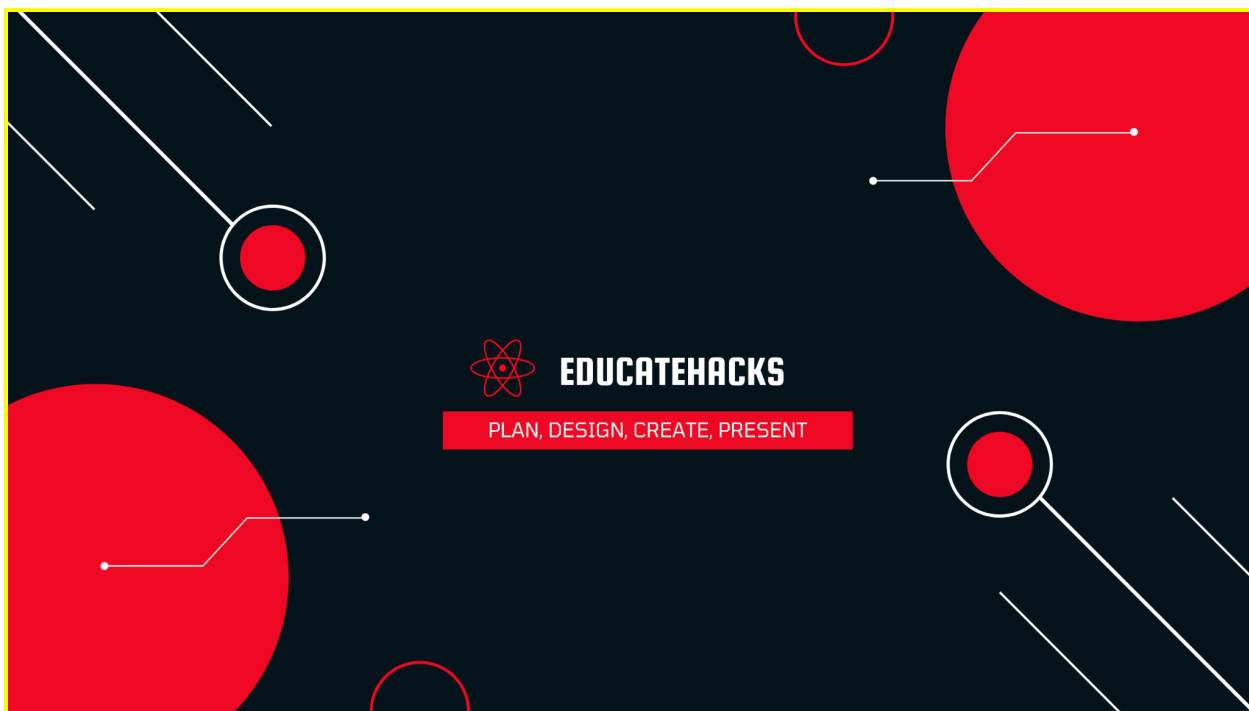 EDUCATEHACKS
PLAN, DESIGN, CREATE, PRESENT